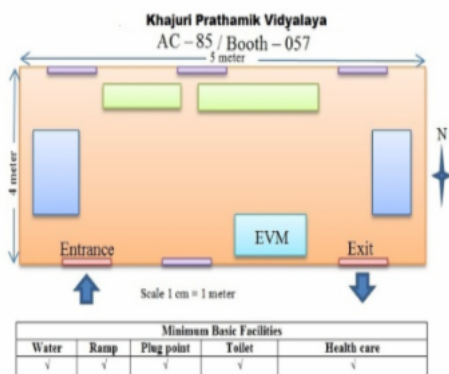 Khajuri Prathamik Vidyalaya
AC – 85 / Booth – 057
5 meter
4 meter
N
EVM
Entrance
Exit
Scale 1 cm = 1 meter
Minimum Basic Facilities
Water Ramp Plug point Toilet Health care
√ √ √ √ √